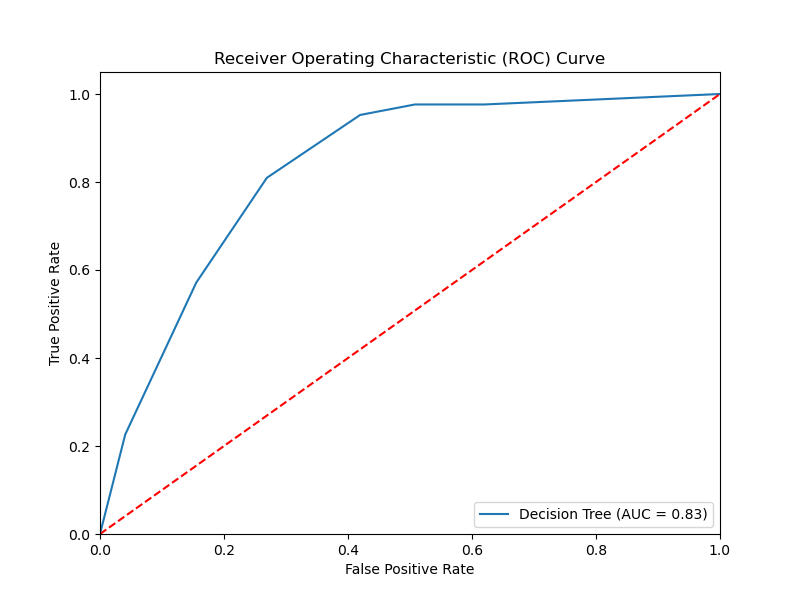 Receiver Operating Characteristic (ROC) Curve
True Positive Rate
1.0
0.8
0.6
0.4
0.2
0.0
Decision Tree (AUC = 0.83)
0.0 0.2 0.4 0.6 0.8 1.0
False Positive Rate